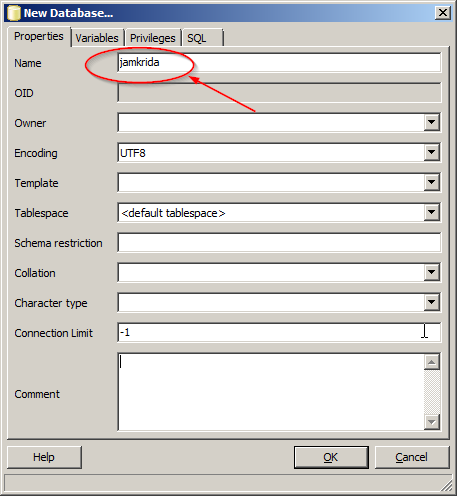 New Database...
Properties Variables Privileges SQL
Name jamkrida
OID
Owner
Encoding UTF8
Template
Tablespace <default tablespace>
Schema restriction
Collation
Character type
Connection Limit -1
Comment
Help OK Cancel